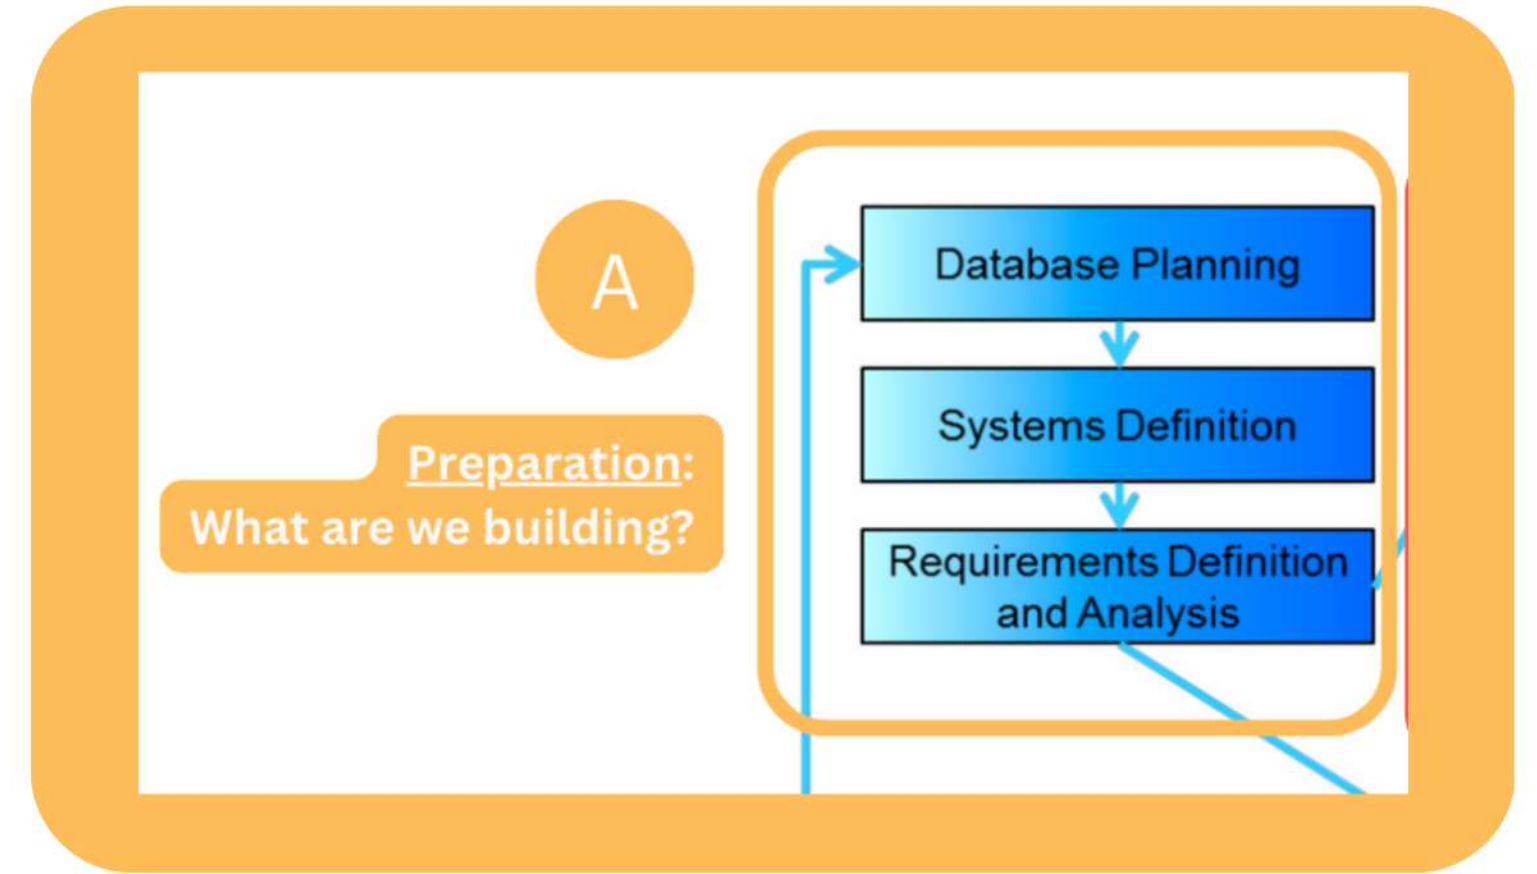 A
Preparation:
What are we building?
Database Planning
Systems Definition
Requirements Definition
and Analysis